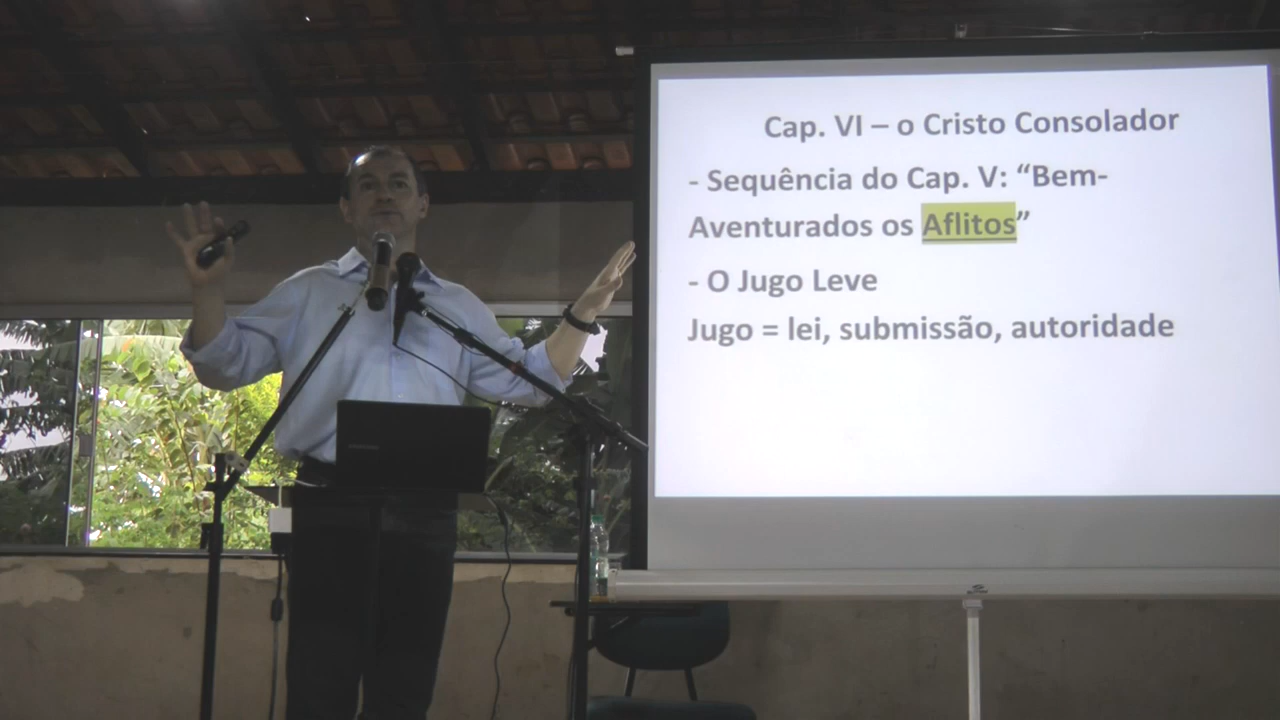 Cap. VI – o Cristo Consolador
- Sequência do Cap. V: “Bem-
Aventurados os Aflitos”
- O Jugo Leve
Jugo = lei, submissão, autoridade